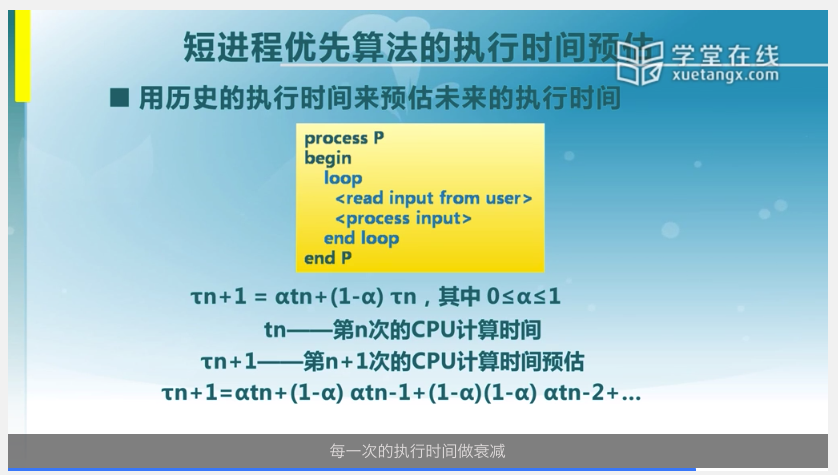 短进程优先算法的执行时间预估
学堂在线
xuetangx.com
■ 用历史的执行时间来预估未来的执行时间
process P
begin
loop
<read input from user>
<process input>
end loop
end P
τn+1 = αtn+(1-α) τn，其中 0≤α≤1
tn——第n次的CPU计算时间
τn+1——第n+1次的CPU计算时间预估
τn+1=αtn+(1-α) αtn-1+(1-α)(1-α) αtn-2+...
每一次的执行时间做衰减